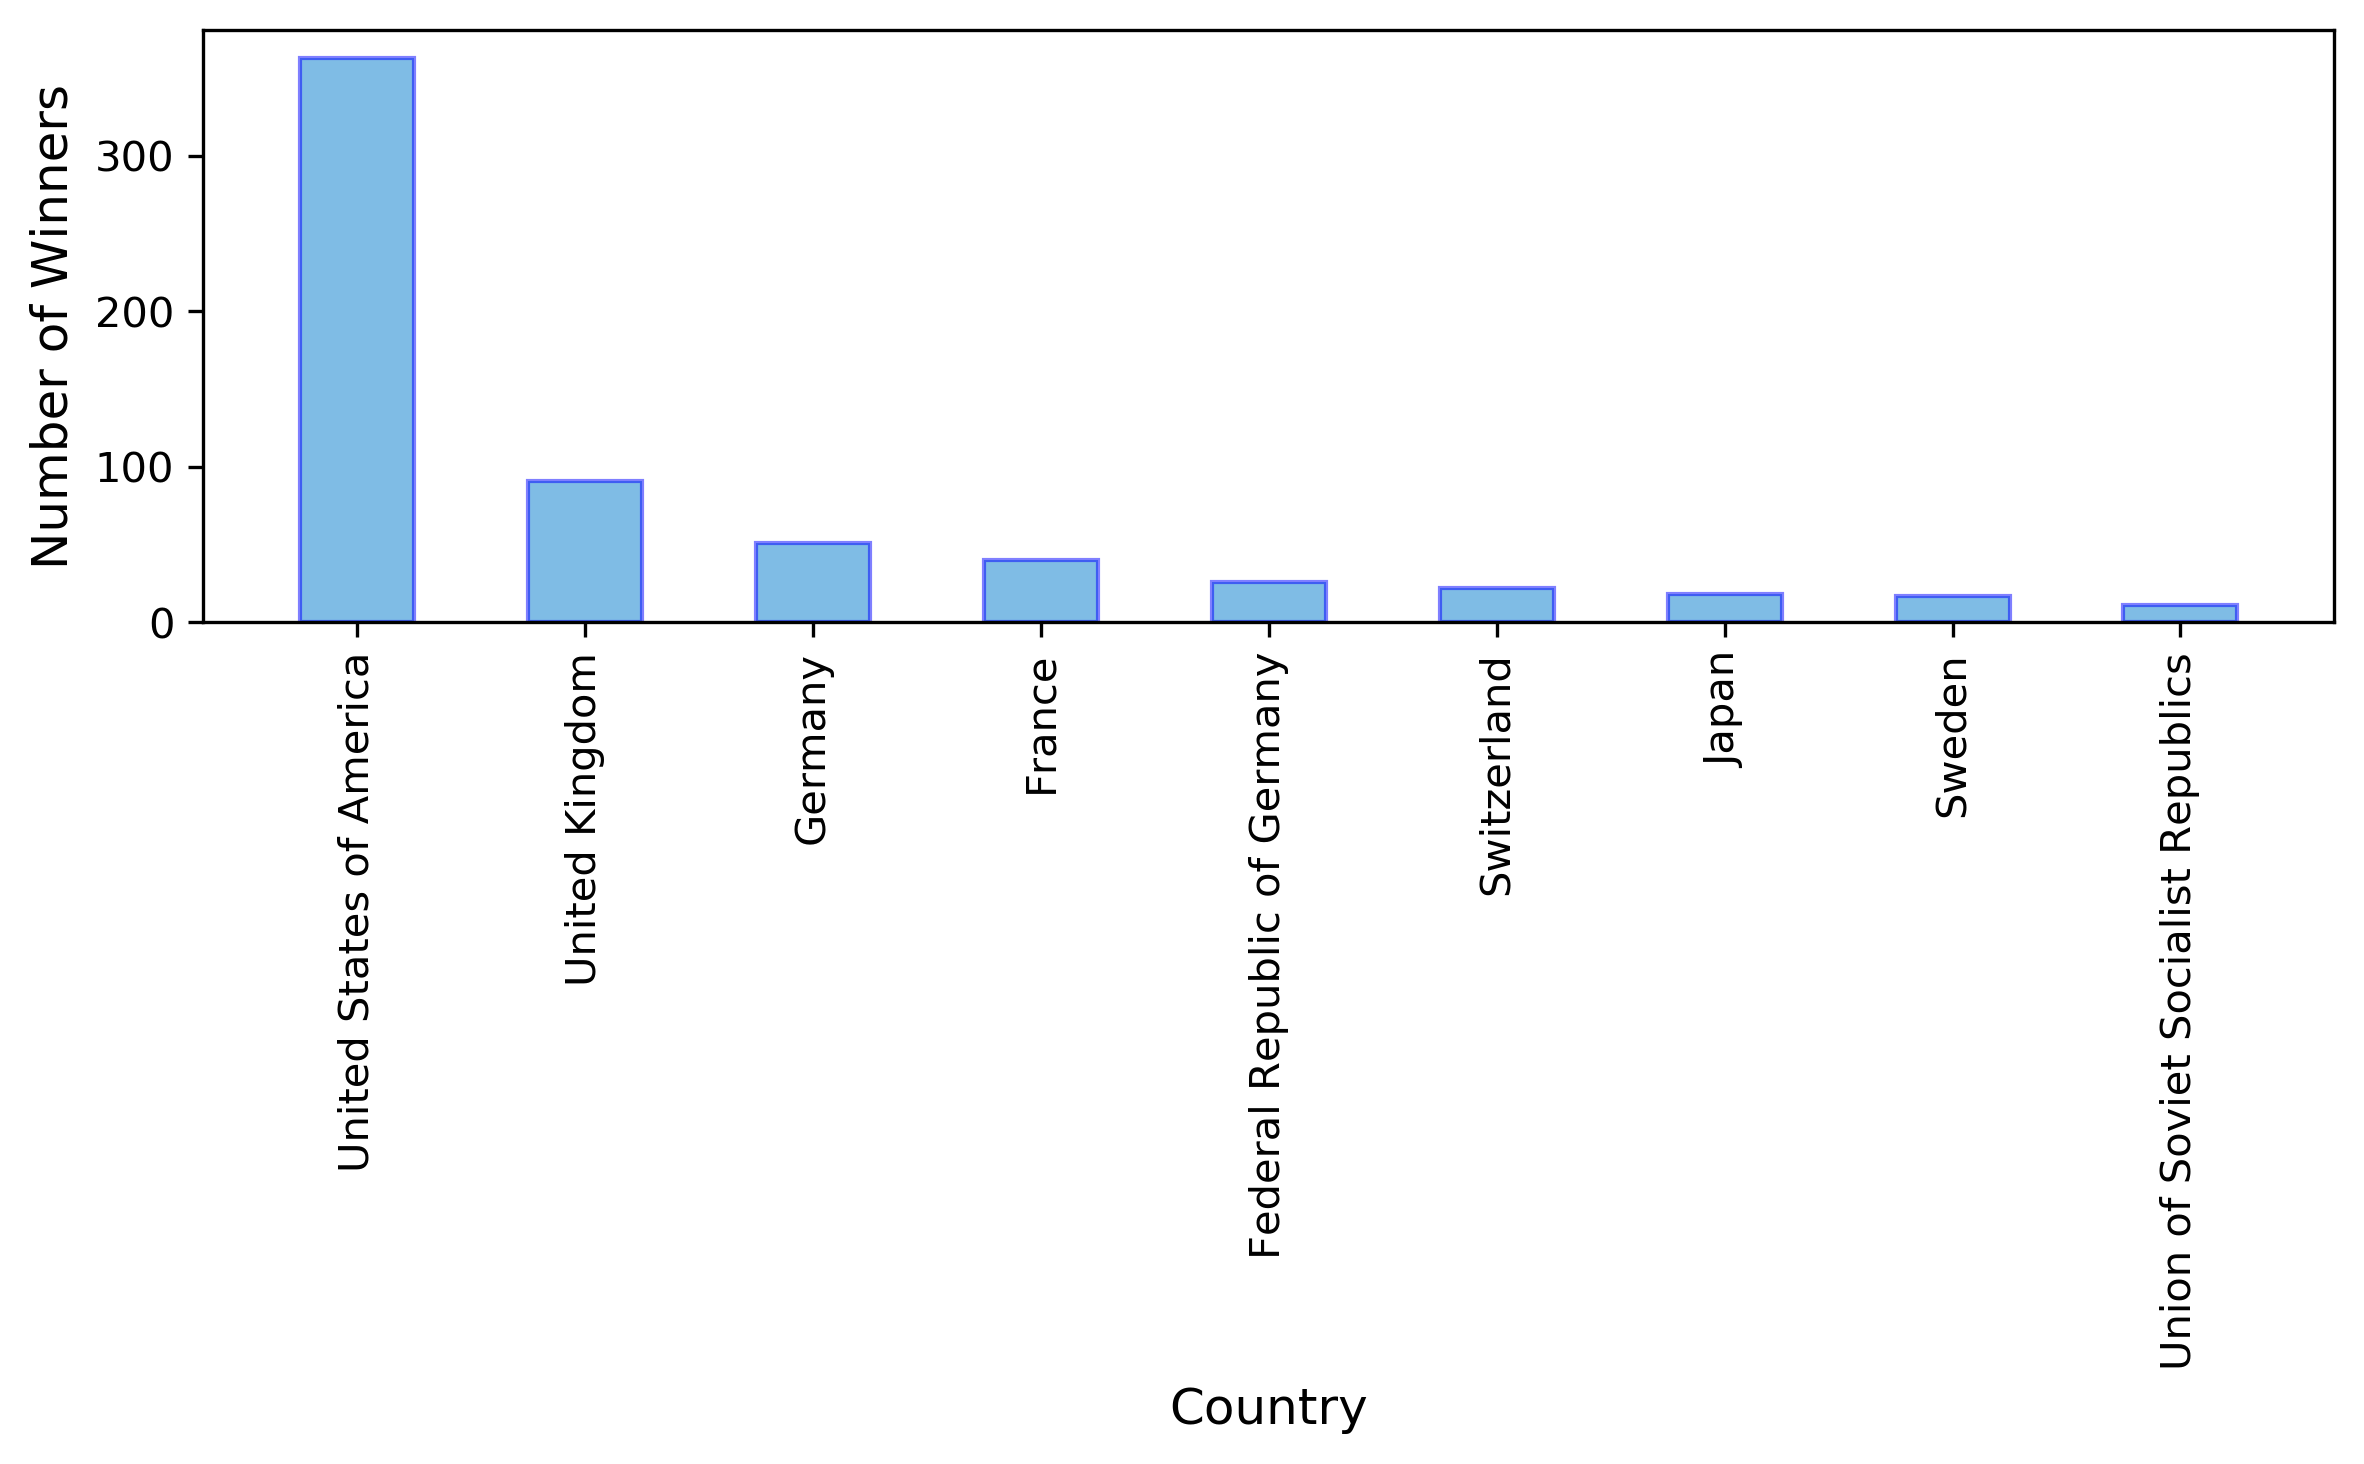 Number of Winners
300
200
100
0
United States of America
United Kingdom
Germany
France
Federal Republic of Germany
Switzerland
Japan
Sweden
Union of Soviet Socialist Republics
Country